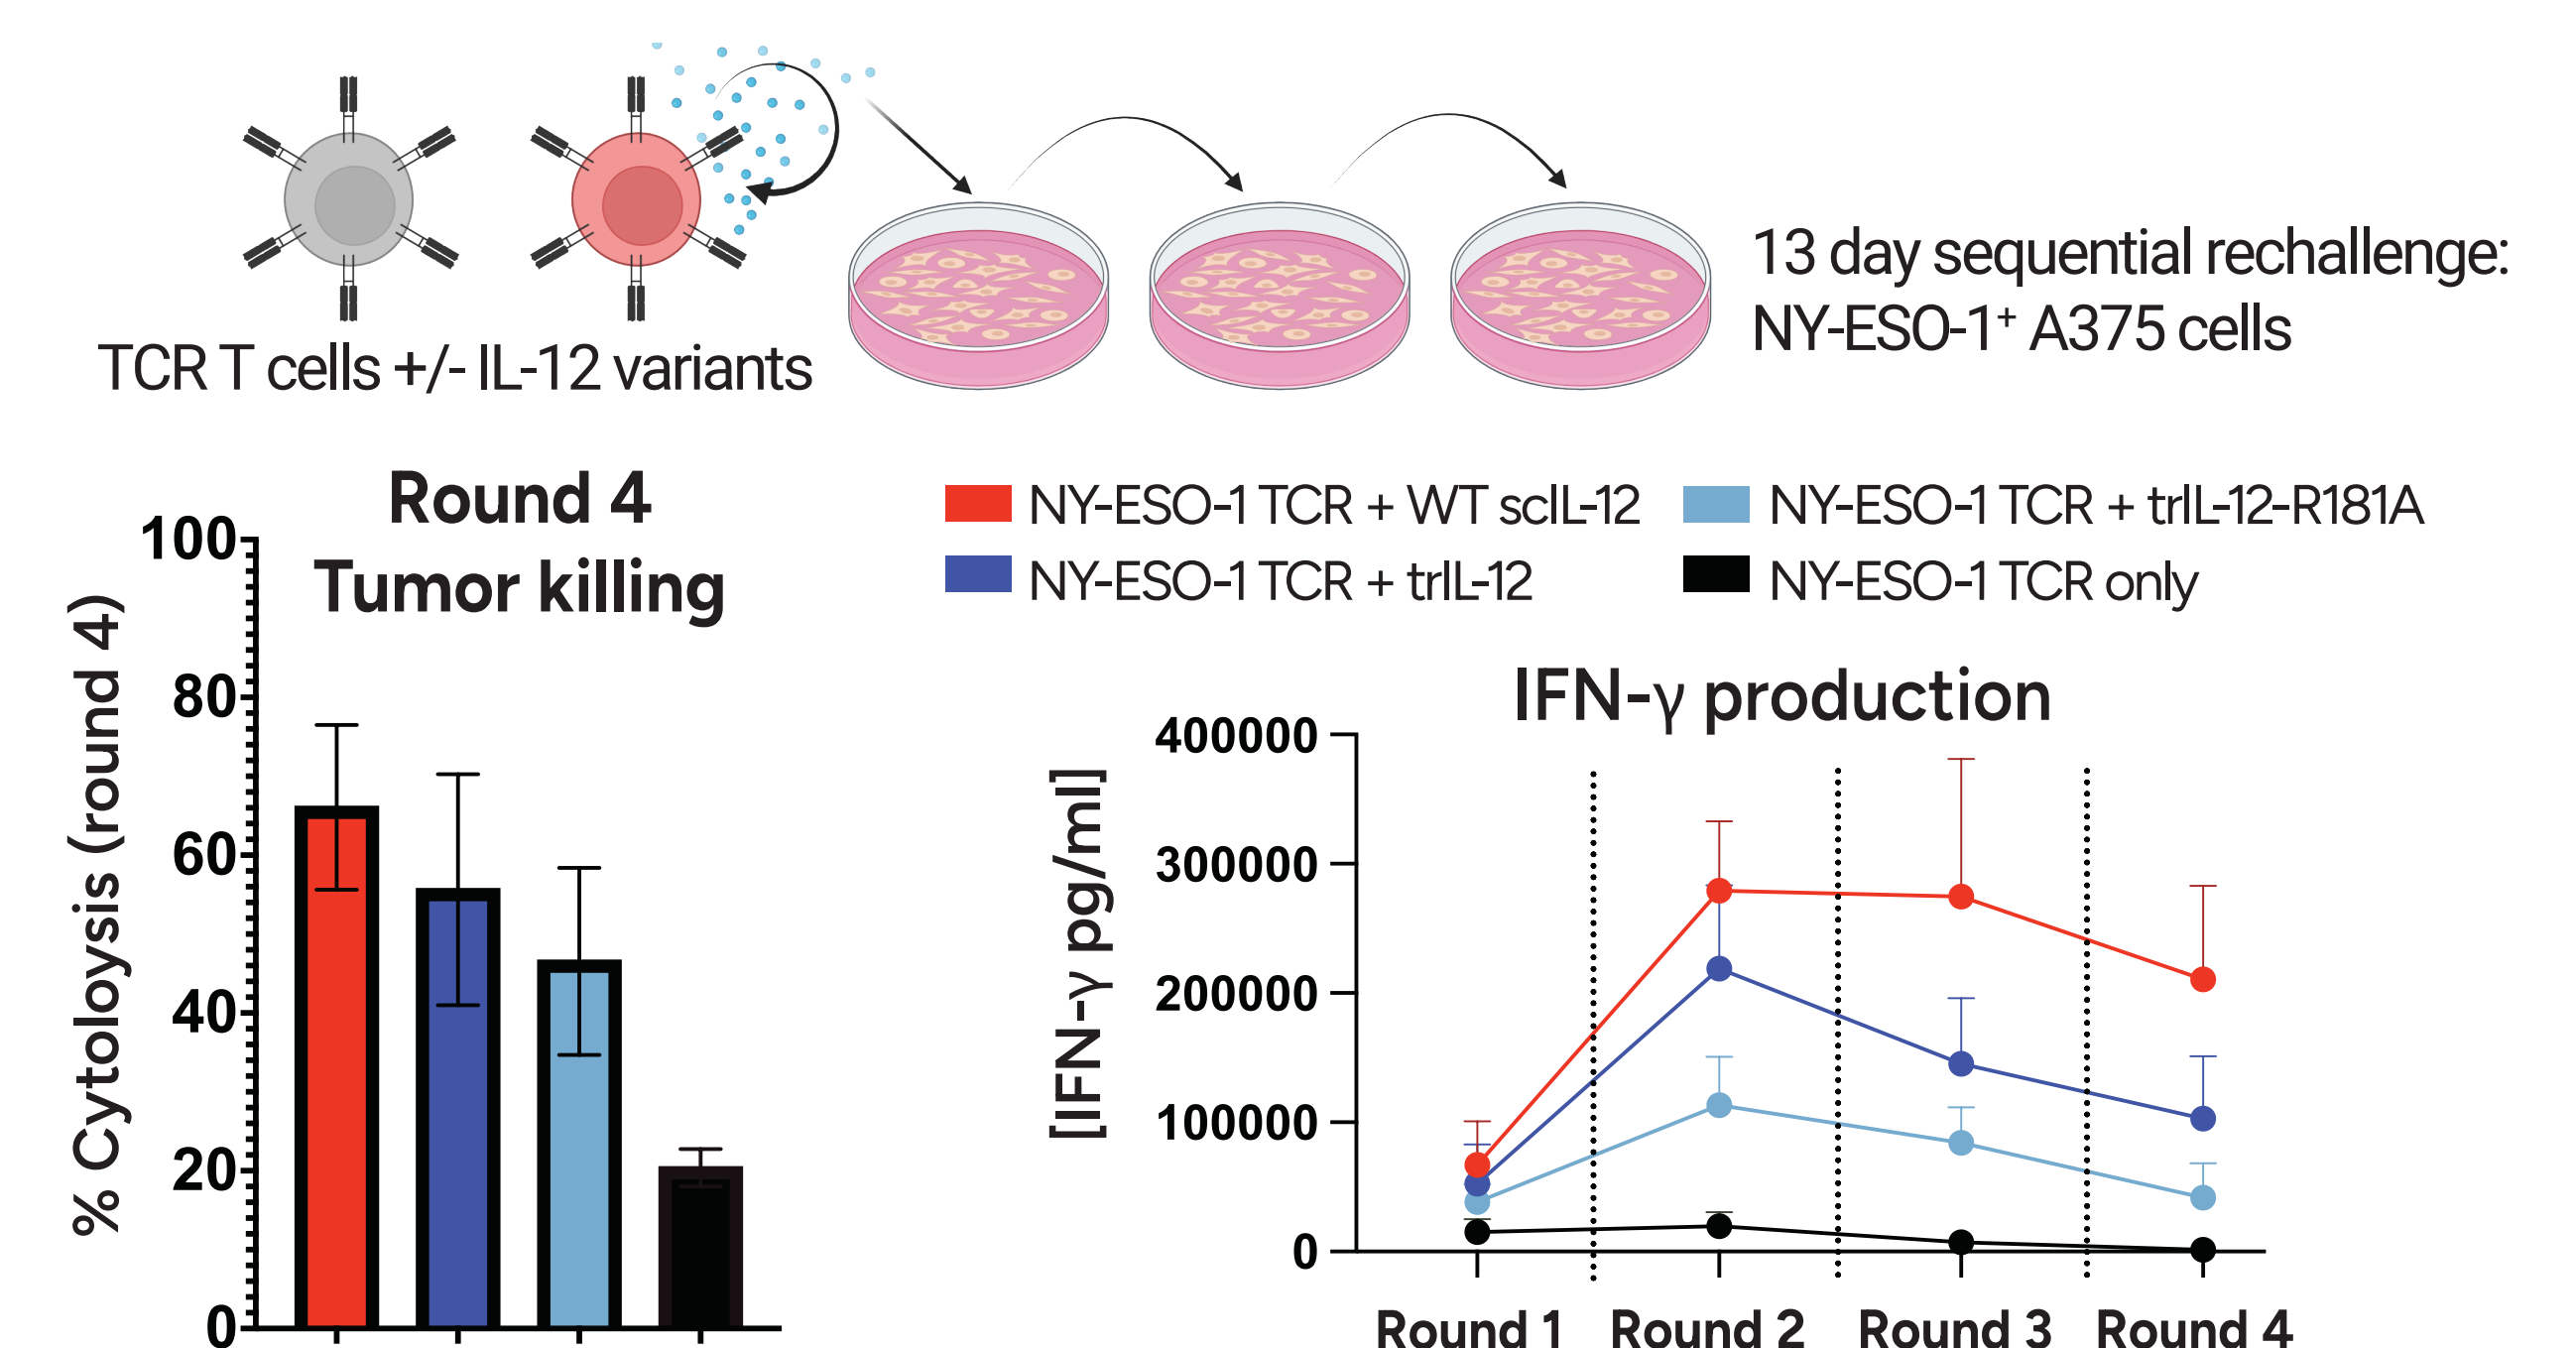 TCR T cells +/- IL-12 variants
13 day sequential rechallenge:
NY-ESO-1⁺ A375 cells
Round 4
Tumor killing
% Cytoloysis (round 4)
100
80
60
40
20
0
NY-ESO-1 TCR + WT scIL-12
NY-ESO-1 TCR + trIL-12-R181A
NY-ESO-1 TCR + trIL-12
NY-ESO-1 TCR only
IFN-γ production
[IFN-γ pg/ml]
400000
300000
200000
100000
0
Round 1
Round 2
Round 3
Round 4